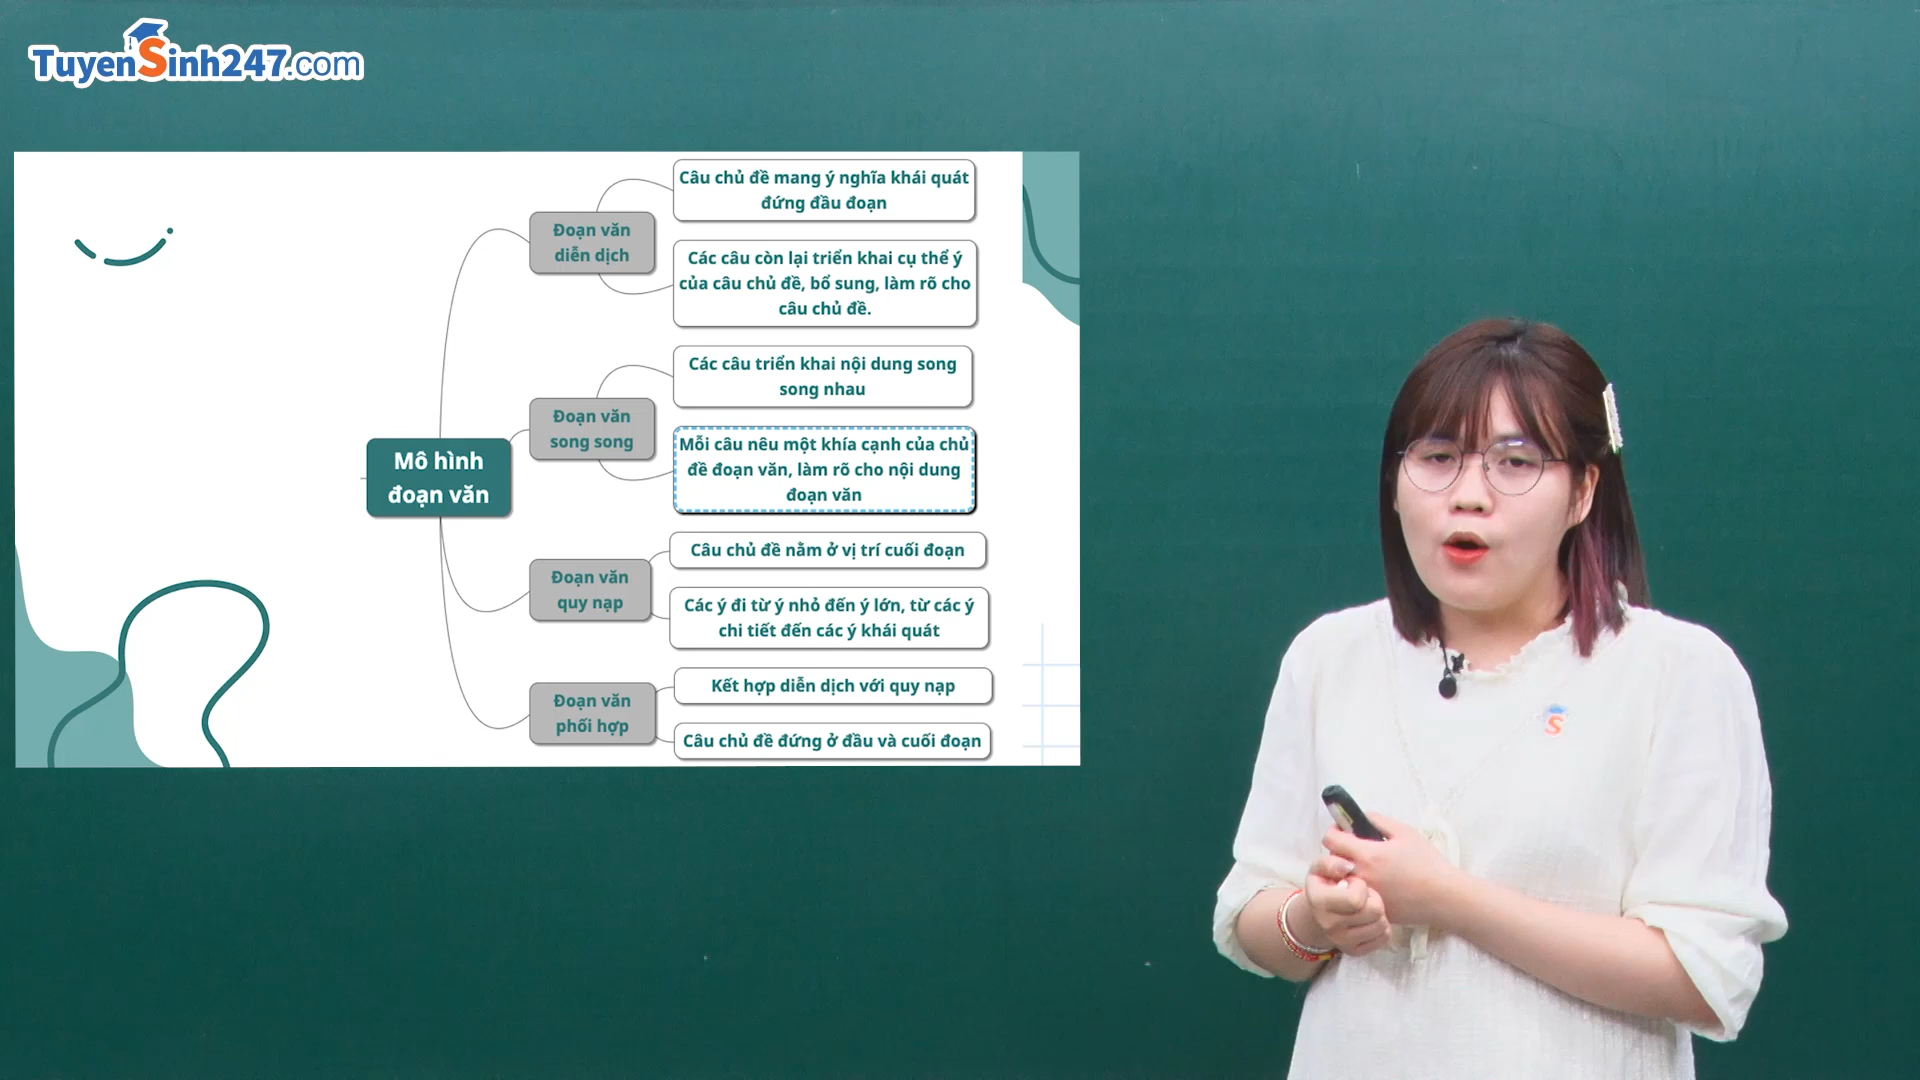 TuyenSinh247.com
Câu chủ đề mang ý nghĩa khái quát
đứng đầu đoạn
Đoạn văn
diễn dịch
Các câu còn lại triển khai cụ thể ý
của câu chủ đề, bổ sung, làm rõ cho
câu chủ đề.
Các câu triển khai nội dung song
song nhau
Đoạn văn
song song
Mỗi câu nêu một khía cạnh của chủ
đề đoạn văn, làm rõ cho nội dung
đoạn văn
Mô hình
đoạn văn
Câu chủ đề nằm ở vị trí cuối đoạn
Đoạn văn
quy nạp
Các ý đi từ ý nhỏ đến ý lớn, từ các ý
chi tiết đến các ý khái quát
Kết hợp diễn dịch với quy nạp
Đoạn văn
phối hợp
Câu chủ đề đứng ở đầu và cuối đoạn
S